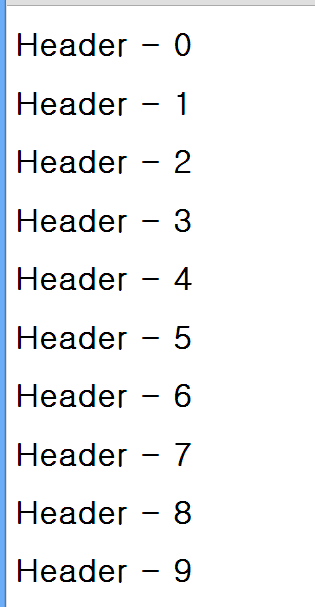 Header - 0
Header - 1
Header - 2
Header - 3
Header - 4
Header - 5
Header - 6
Header - 7
Header - 8
Header - 9